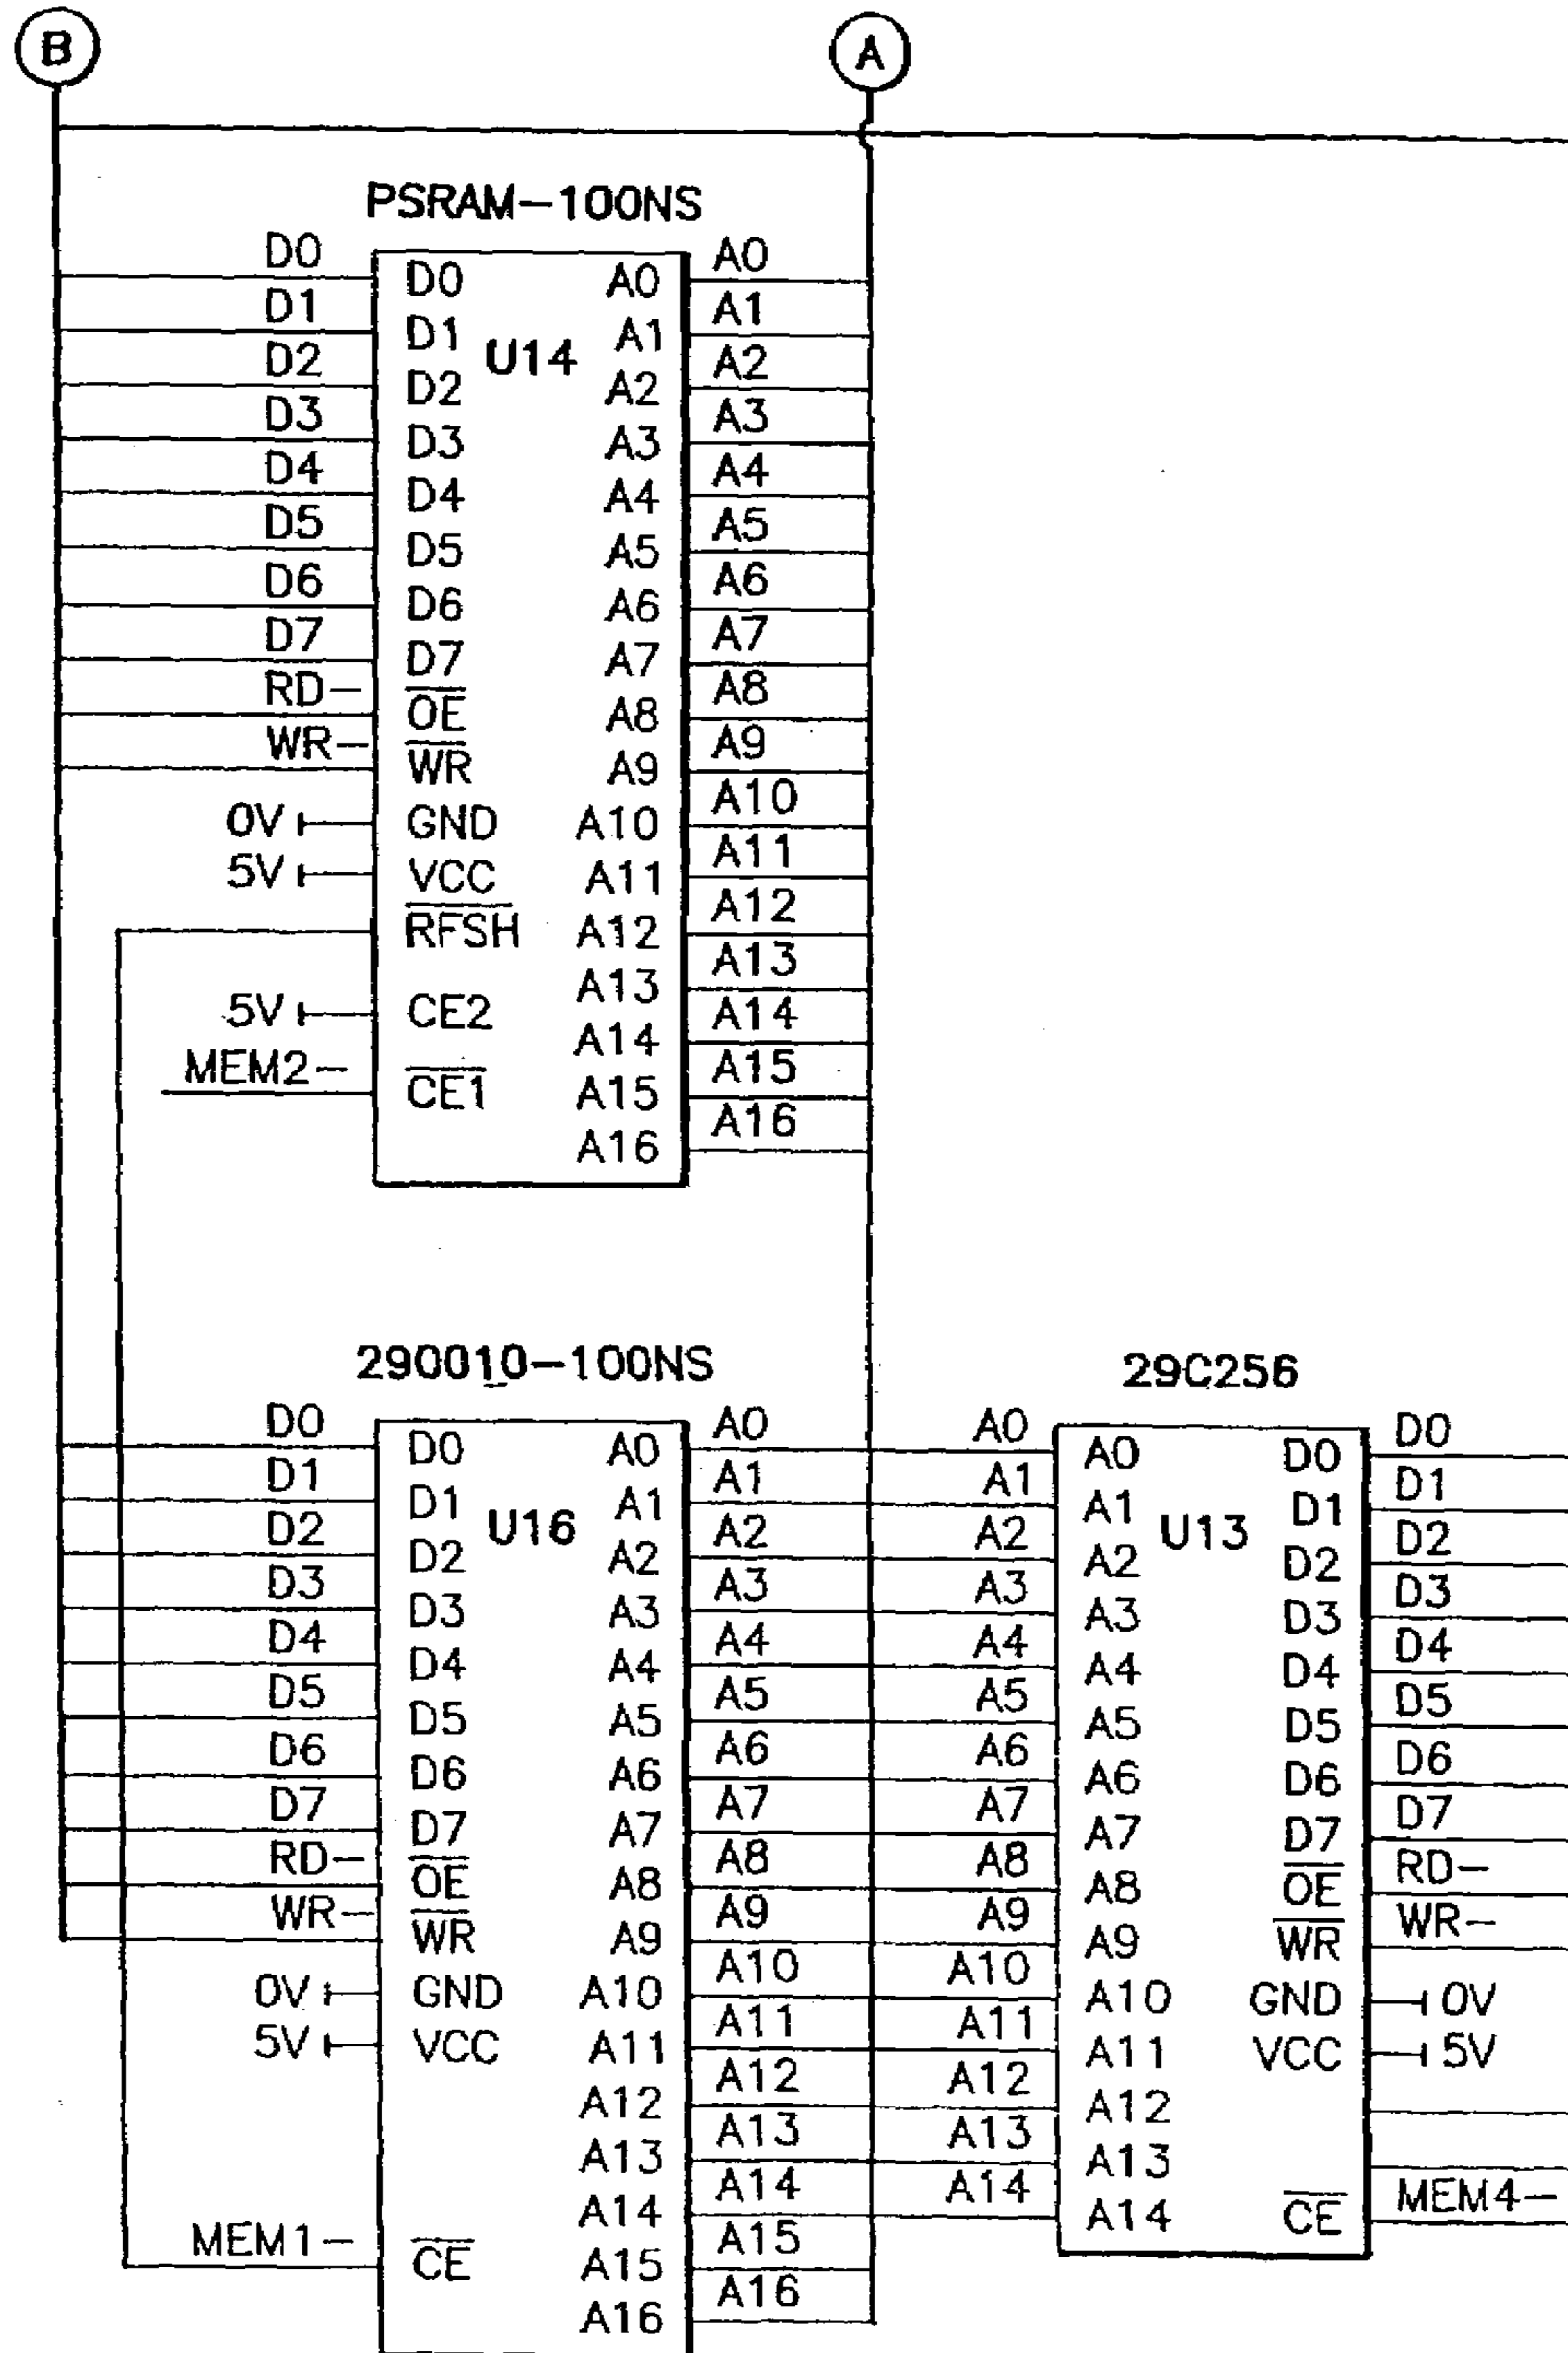 B
A
PSRAM-100NS
D0 D0 A0 A0
D1 D1 U14 A1 A1
D2 D2 A2 A2
D3 D3 A3 A3
D4 D4 A4 A4
D5 D5 A5 A5
D6 D6 A6 A6
D7 D7 A7 A7
RD- OE A8 A8
WR- WR A9 A9
0V GND A10 A10
5V VCC A11 A11
RFSH A12 A12
A13 A13
5V CE2
A14 A14
MEM2- CE1 A15 A15
A16 A16
290010-100NS
29C256
D0 D0 A0 A0 A0 A0 D0 D0
D1 D1 U16 A1 A1 A1 A1 U13 D1 D1
D2 D2 A2 A2 A2 A2 D2 D2
D3 D3 A3 A3 A3 A3 D3 D3
D4 D4 A4 A4 A4 A4 D4 D4
D5 D5 A5 A5 A5 A5 D5 D5
D6 D6 A6 A6 A6 A6 D6 D6
D7 D7 A7 A7 A7 A7 D7 D7
RD- OE A8 A8 A8 A8 OE RD-
WR- WR A9 A9 A9 A9 WR WR-
0V GND A10 A10 A10 A10 GND 0V
5V VCC A11 A11 A11 A11 VCC 5V
A12 A12 A12 A12
A13 A13 A13 A13
A14 A14 A14 A14 CE MEM4-
MEM1- CE A15 A15
A16 A16